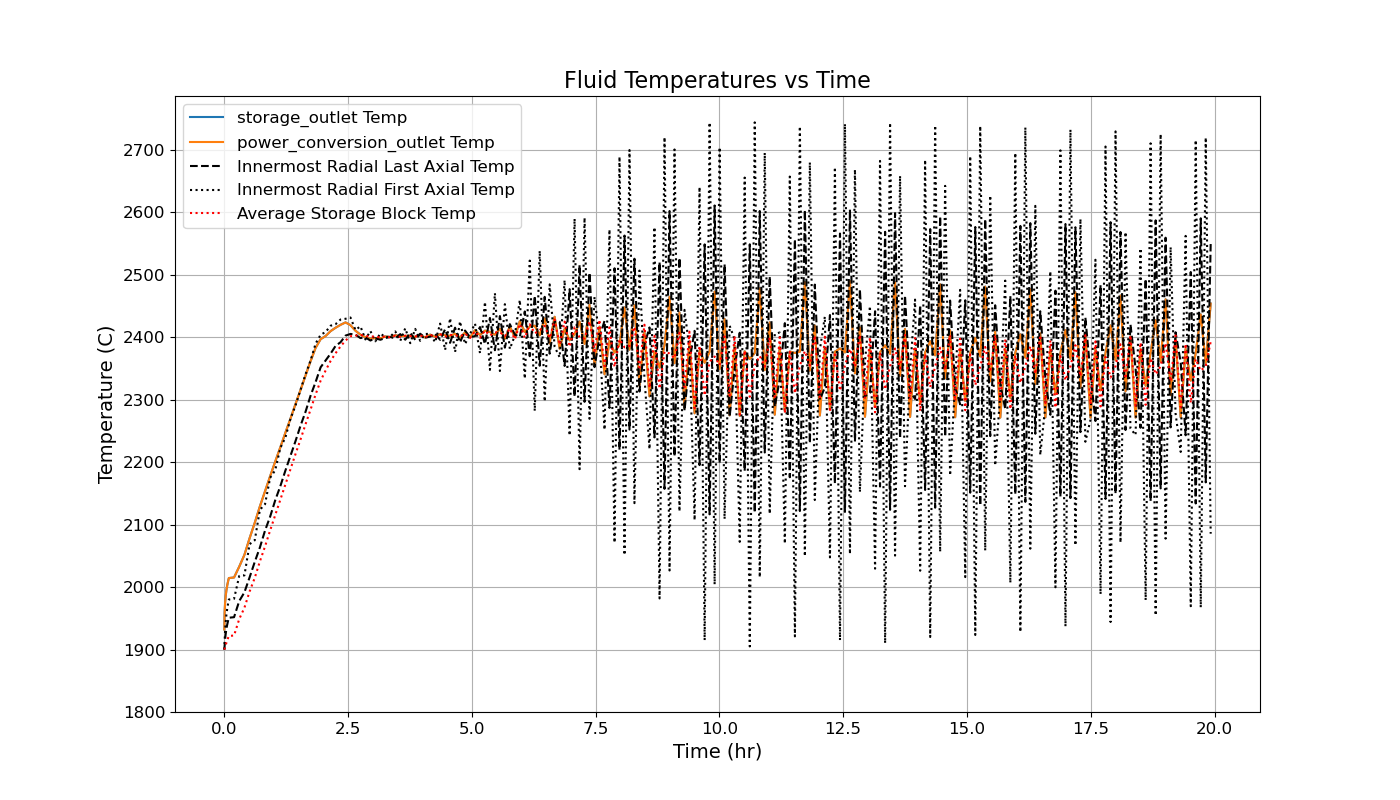 Fluid Temperatures vs Time
storage_outlet Temp
power_conversion_outlet Temp
Innermost Radial Last Axial Temp
Innermost Radial First Axial Temp
Average Storage Block Temp
Temperature (C)
2700
2600
2500
2400
2300
2200
2100
2000
1900
1800
0.0 2.5 5.0 7.5 10.0 12.5 15.0 17.5 20.0
Time (hr)